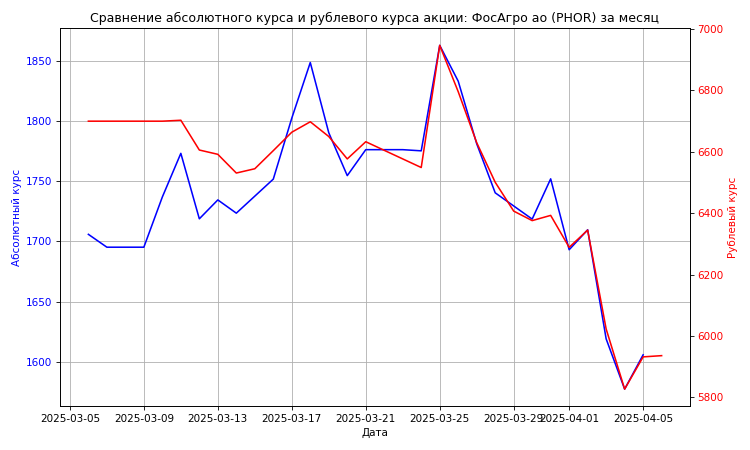 Сравнение абсолютного курса и рублевого курса акции: ФосАгро ао (PHOR) за месяц
Абсолютный курс
1850
1800
1750
1700
1650
1600
7000
6800
6600
6400
6200
6000
5800
Рублевый курс
2025-03-05 2025-03-09 2025-03-13 2025-03-17 2025-03-21 2025-03-25 2025-03-29 2025-04-01 2025-04-05
Дата